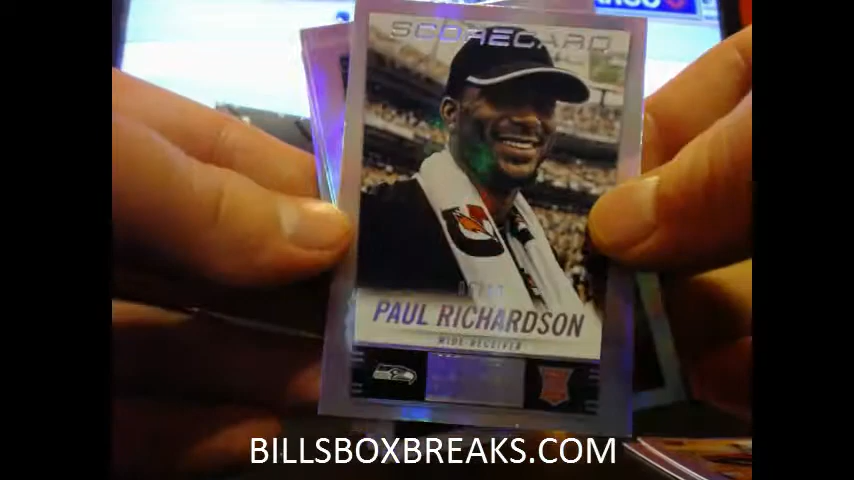 SCORECARD
PAUL RICHARDSON
WIDE RECEIVER
BILLSBOXBREAKS.COM